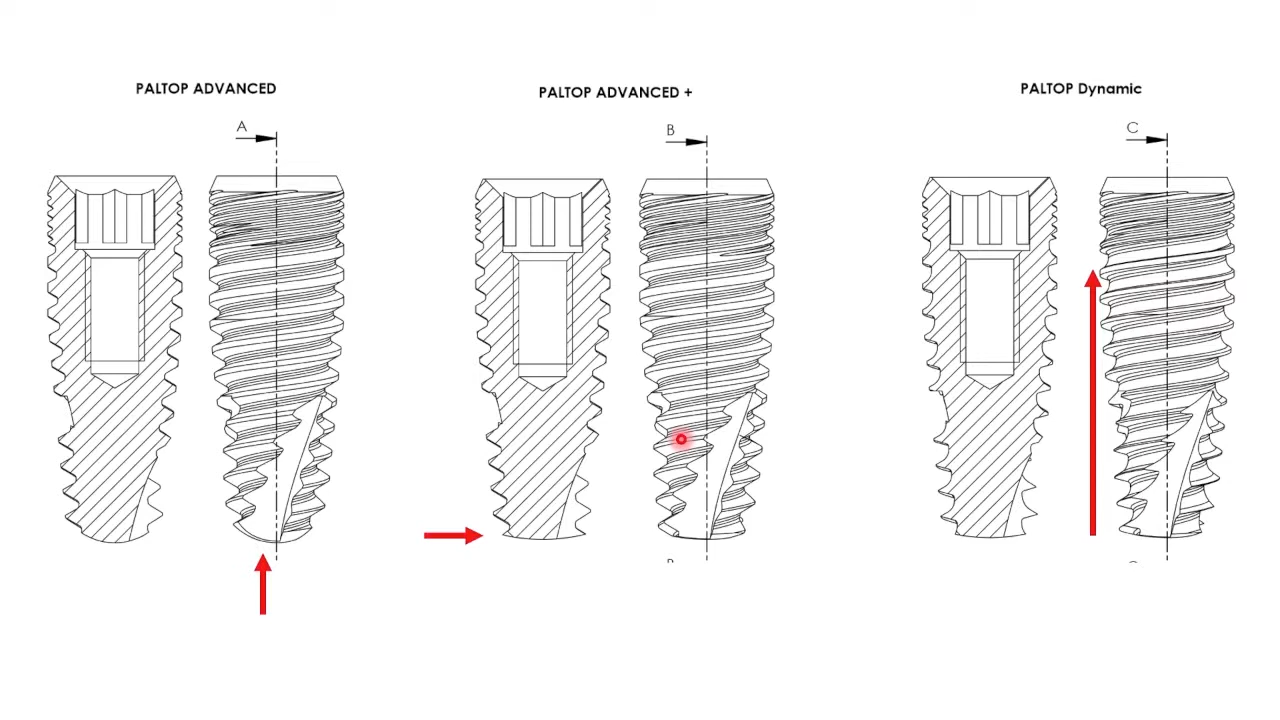 PALTOP ADVANCED
PALTOP ADVANCED +
PALTOP Dynamic
A
B
C